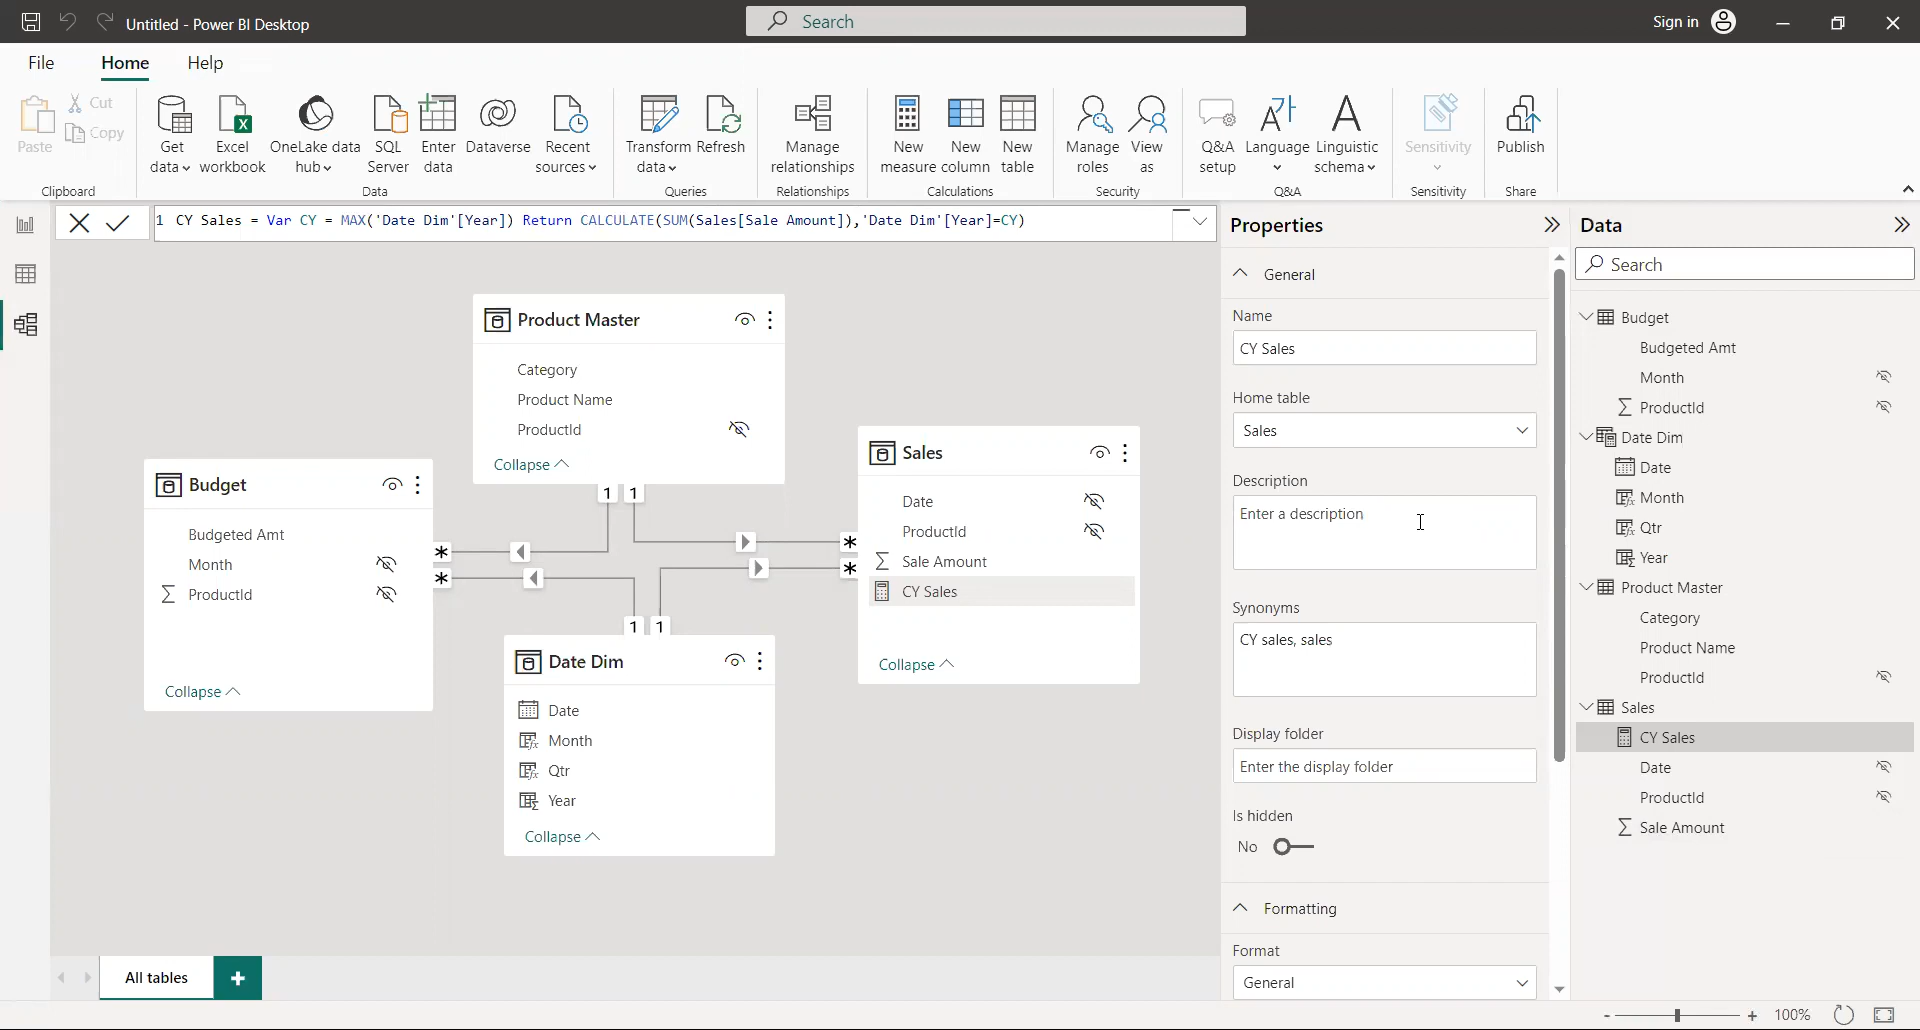 Untitled - Power BI Desktop
Search
Sign in
File
Home
Help
Paste
Cut
Copy
Clipboard
Get data
Excel workbook
OneLake data hub
SQL Server
Enter data
Dataverse
Recent sources
Data
Transform data
Refresh
Queries
Manage relationships
Relationships
New measure
New column
New table
Calculations
Manage roles
View as
Security
Q&A setup
Language
Linguistic schema
Q&A
Sensitivity
Sensitivity
Publish
Share
1 CY Sales = Var CY = MAX('Date Dim'[Year]) Return CALCULATE(SUM(Sales[Sale Amount]),'Date Dim'[Year]=CY)
Product Master
Category
Product Name
ProductId
Collapse
1 1
Budget
Budgeted Amt
Month
ProductId
Collapse
*
*
Sales
Date
ProductId
Sale Amount
CY Sales
Collapse
*
*
1 1
Date Dim
Date
Month
Qtr
Year
Collapse
All tables
+
Properties
General
Name
CY Sales
Home table
Sales
Description
Enter a description
Synonyms
CY sales, sales
Display folder
Enter the display folder
Is hidden
No
Formatting
Format
General
Data
Search
Budget
Budgeted Amt
Month
∑ ProductId
Date Dim
Date
Month
Qtr
Year
Product Master
Category
Product Name
ProductId
Sales
CY Sales
Date
ProductId
∑ Sale Amount
- + 100%